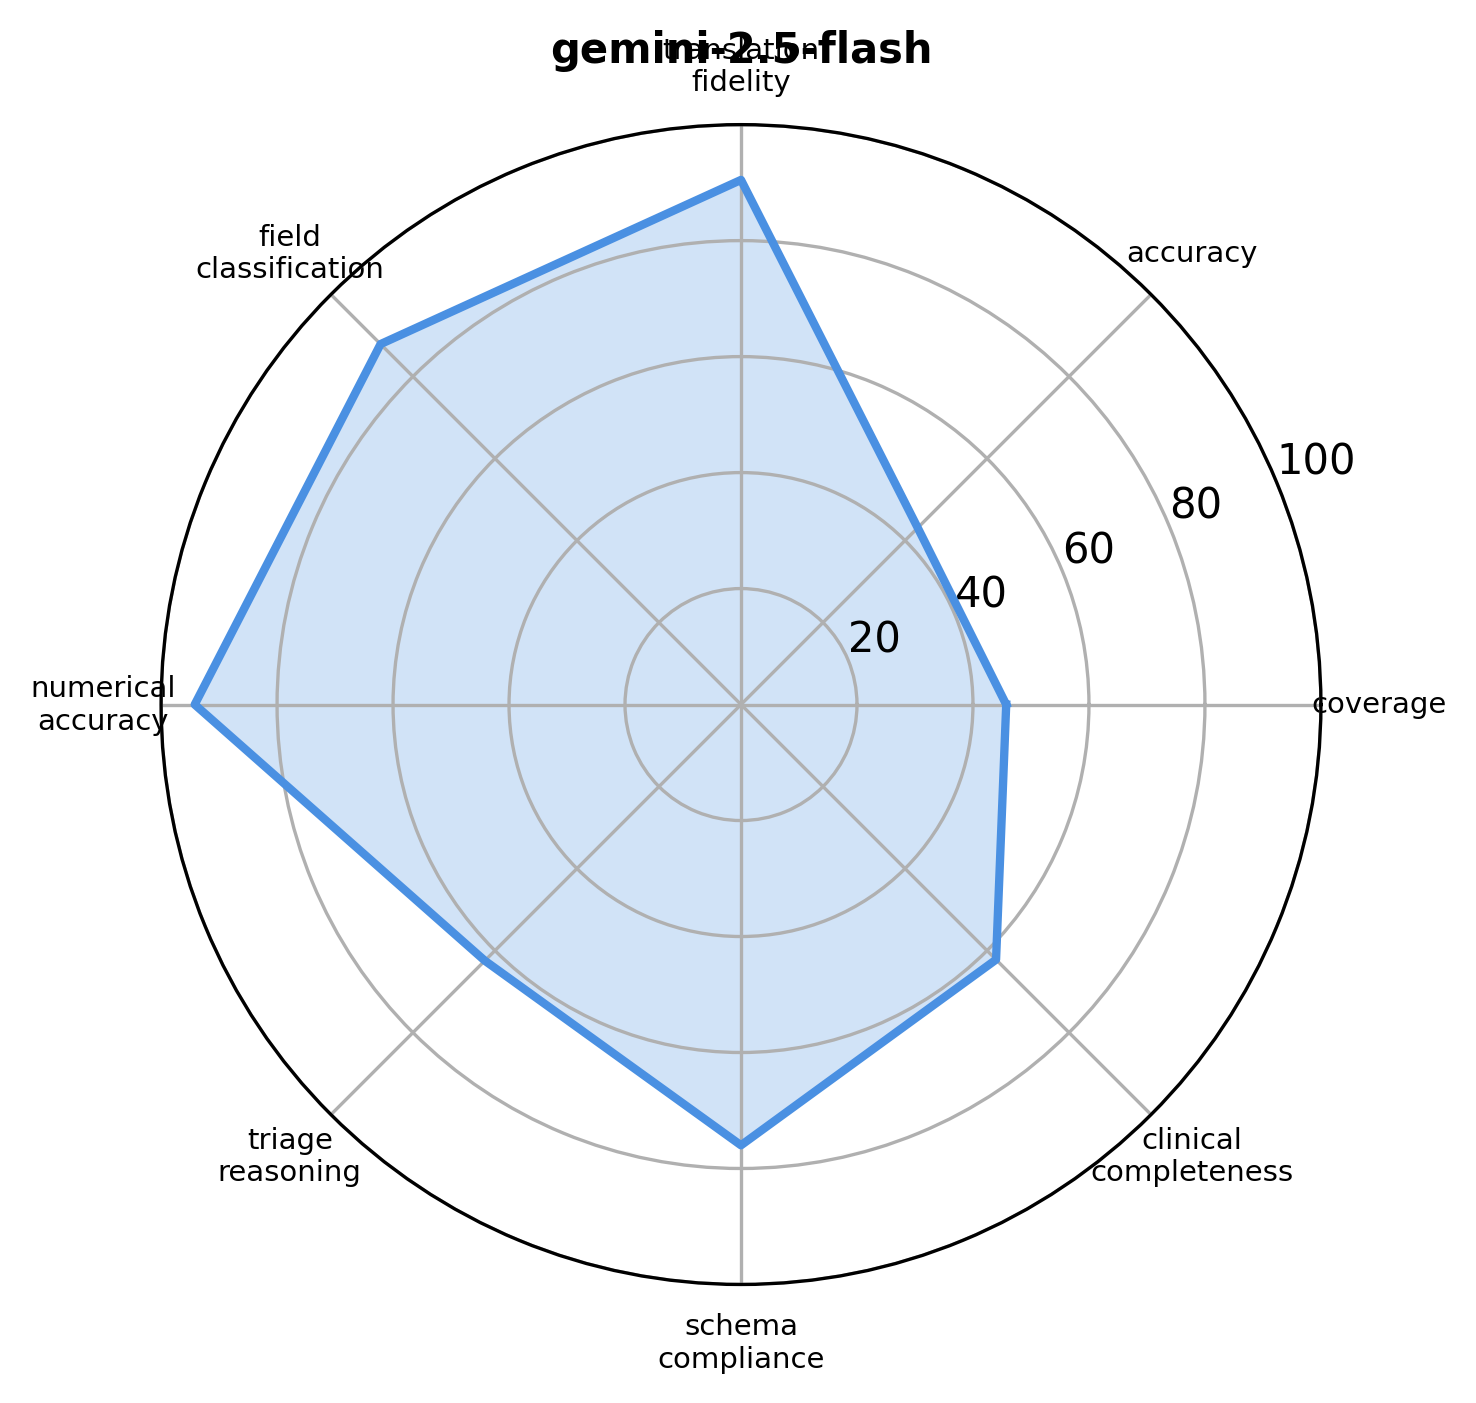 gemini-2.5-flash
translation
fidelity
field
classification
accuracy
100
80
60
40
20
numerical
accuracy
coverage
triage
reasoning
clinical
completeness
schema
compliance